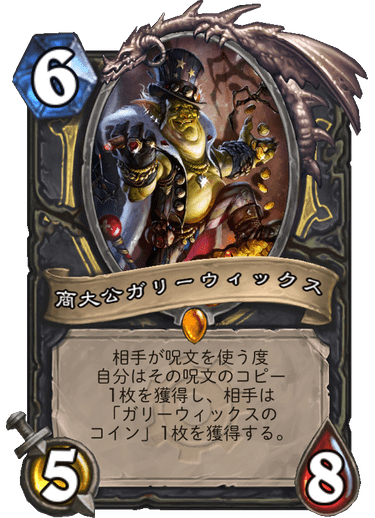 6
商大公ガリーウィックス
相手が呪文を使う度
自分はその呪文のコピー
1枚を獲得し、相手は
「ガリーウィックスの
コイン」1枚を獲得する。
5
8